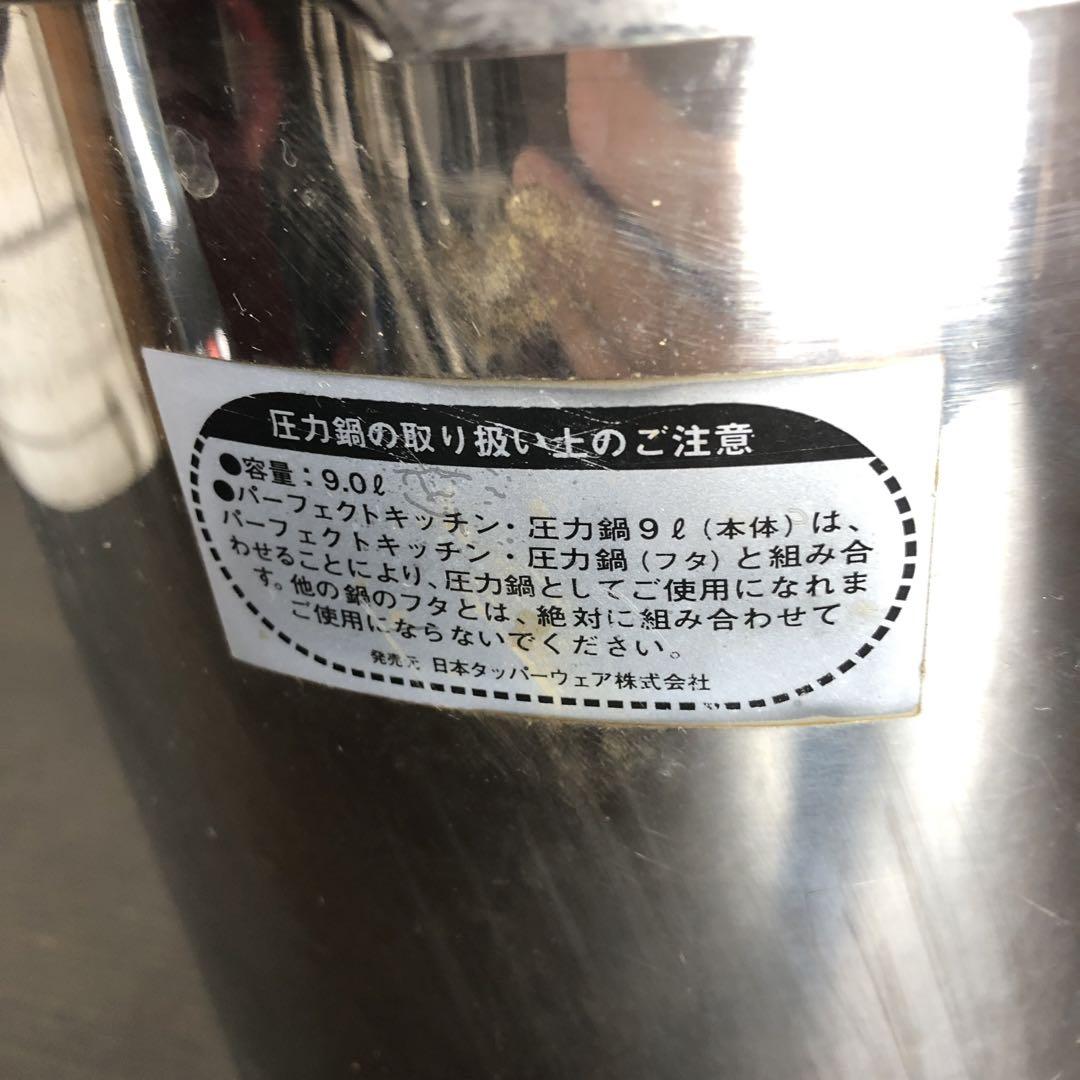 圧力鍋の取り扱い上のご注意
●容量：9.0ℓ
●パーフェクトキッチン・圧力鍋9ℓ（本体）は、
パーフェクトキッチン・圧力鍋（フタ）と組み合
わせることにより、圧力鍋としてご使用になれま
す。他の鍋のフタとは、絶対に組み合わせて
ご使用にならないでください。
発売元 日本タッパーウェア株式会社